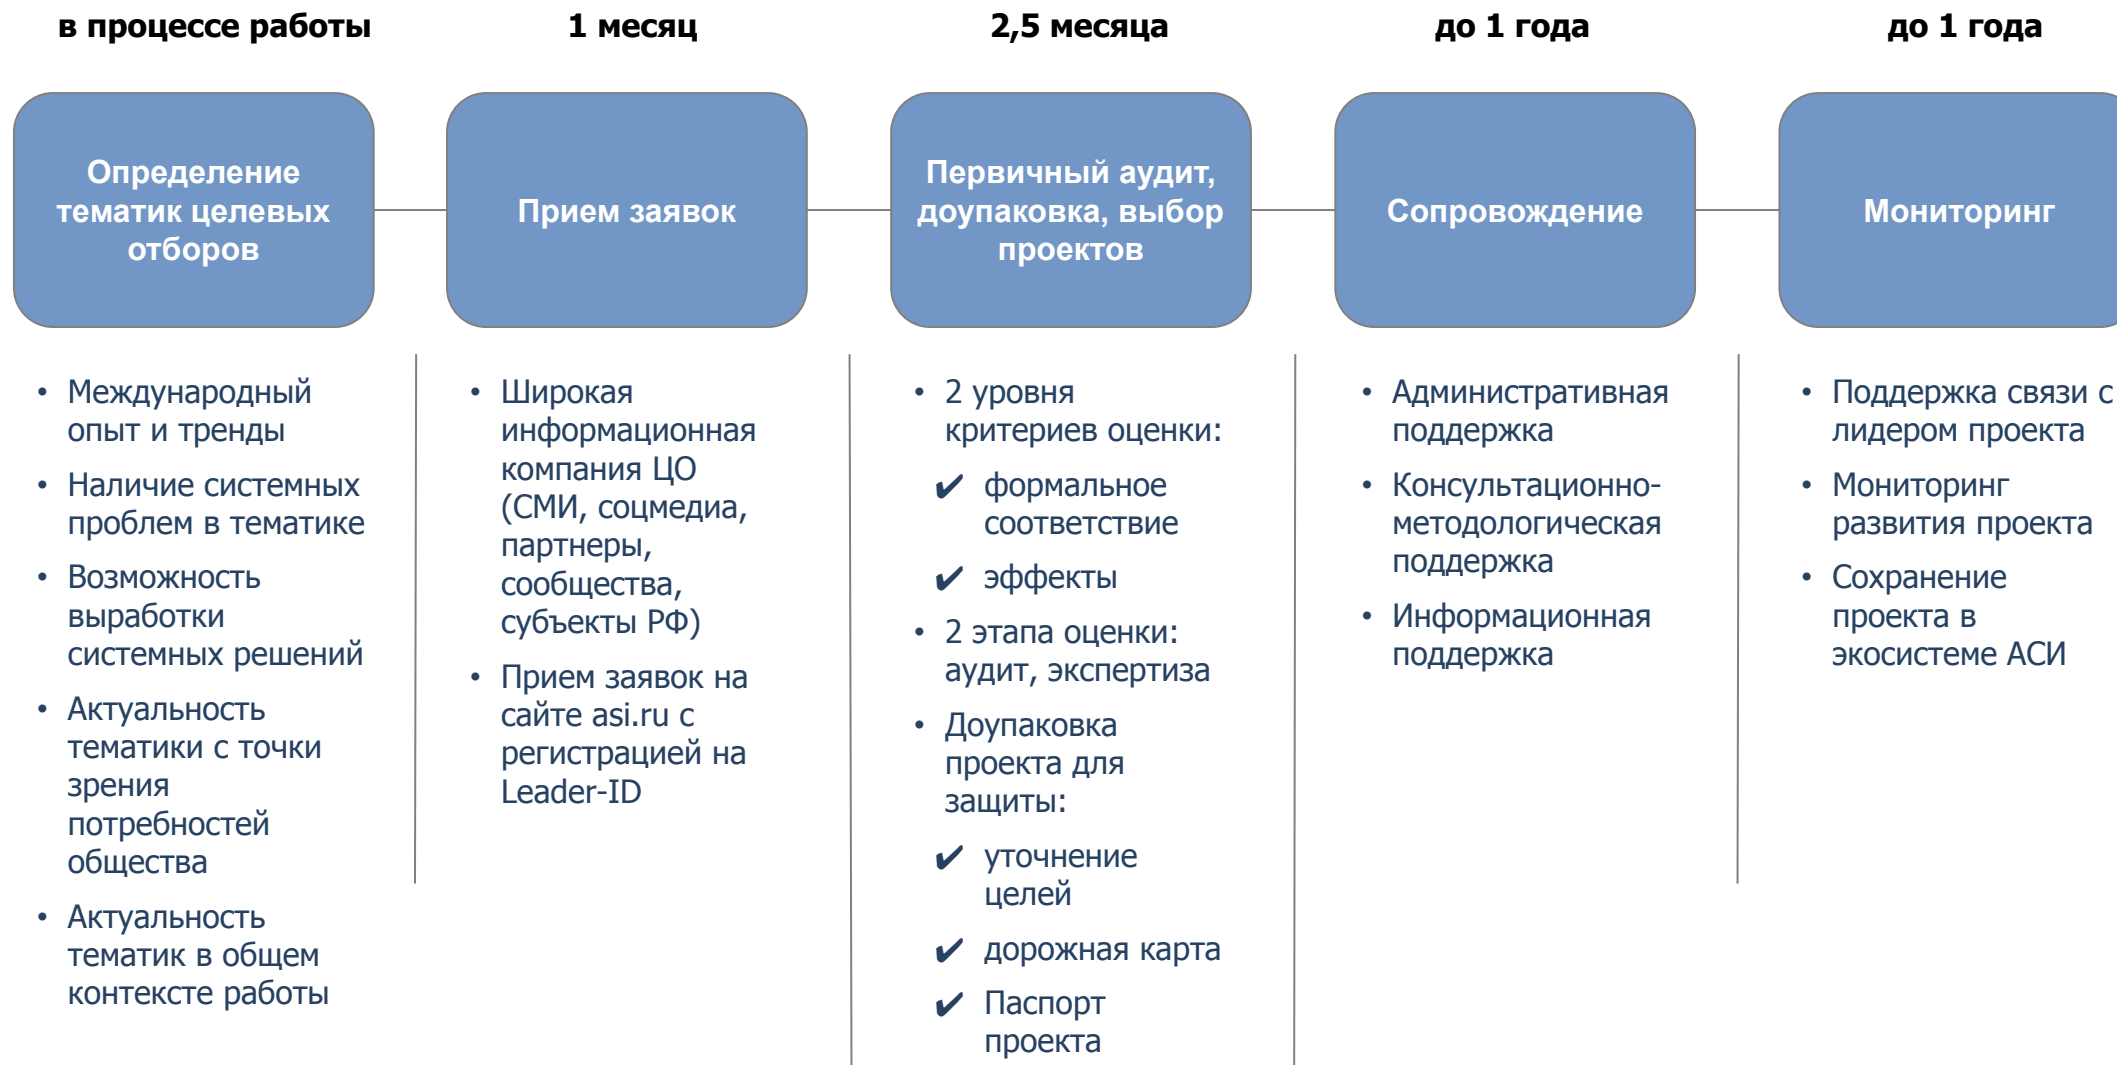 в процессе работы
1 месяц
2,5 месяца
до 1 года
до 1 года
Определение
тематик целевых
отборов
Прием заявок
Первичный аудит,
доупаковка, выбор
проектов
Сопровождение
Мониторинг
• Международный
опыт и тренды
• Наличие системных
проблем в тематике
• Возможность
выработки
системных решений
• Актуальность
тематики с точки
зрения
потребностей
общества
• Актуальность
тематик в общем
контексте работы
• Широкая
информационная
компания ЦО
(СМИ, соцмедиа,
партнеры,
сообщества,
субъекты РФ)
• Прием заявок на
сайте asi.ru с
регистрацией на
Leader-ID
• 2 уровня
критериев оценки:
✔ формальное
соответствие
✔ эффекты
• 2 этапа оценки:
аудит, экспертиза
• Доупаковка
проекта для
защиты:
✔ уточнение
целей
✔ дорожная карта
✔ Паспорт
проекта
• Административная
поддержка
• Консультационно-
методологическая
поддержка
• Информационная
поддержка
• Поддержка связи с
лидером проекта
• Мониторинг
развития проекта
• Сохранение
проекта в
экосистеме АСИ